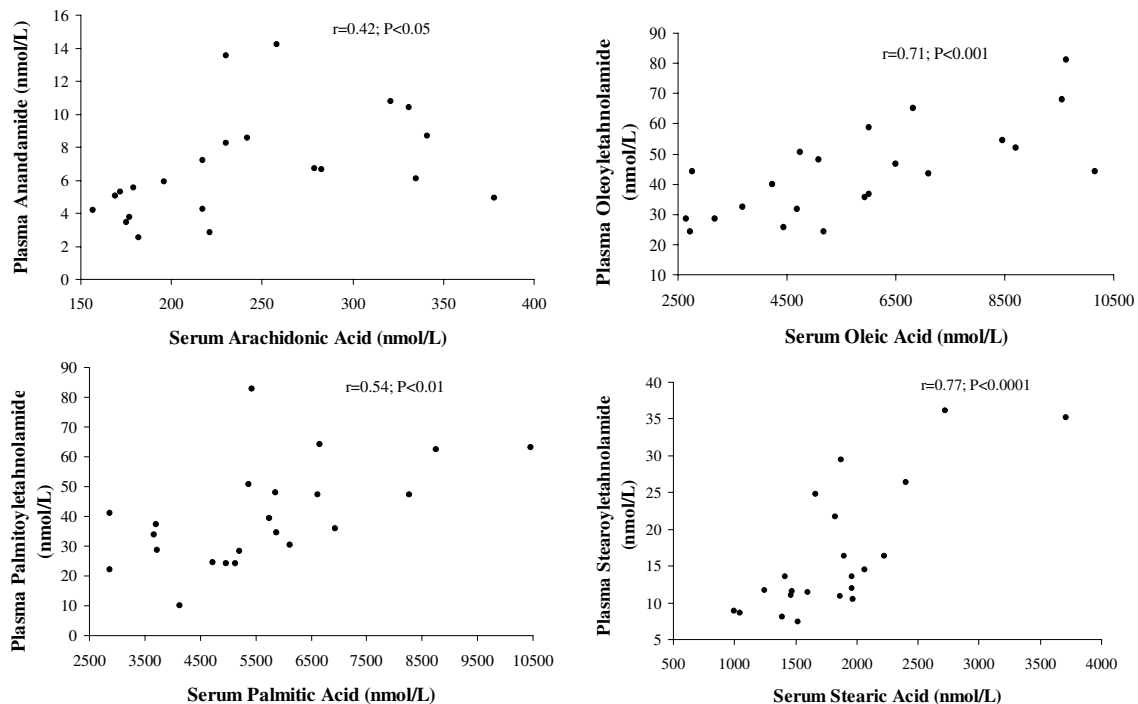 16
14
12
10
8
6
4
2
0
Plasma Anandamide (nmol/L)
r=0.42; P<0.05
150 200 250 300 350 400
Serum Arachidonic Acid (nmol/L)
90
80
70
60
50
40
30
20
10
Plasma Oleoyletahnolamide
(nmol/L)
r=0.71; P<0.001
2500 4500 6500 8500 10500
Serum Oleic Acid (nmol/L)
90
80
70
60
50
40
30
20
10
0
Plasma Palmitoyletahnolamide
(nmol/L)
r=0.54; P<0.01
2500 3500 4500 5500 6500 7500 8500 9500 10500
Serum Palmitic Acid (nmol/L)
40
35
30
25
20
15
10
5
Plasma Stearoyletahnolamide
(nmol/L)
r=0.77; P<0.0001
500 1000 1500 2000 2500 3000 3500 4000
Serum Stearic Acid (nmol/L)